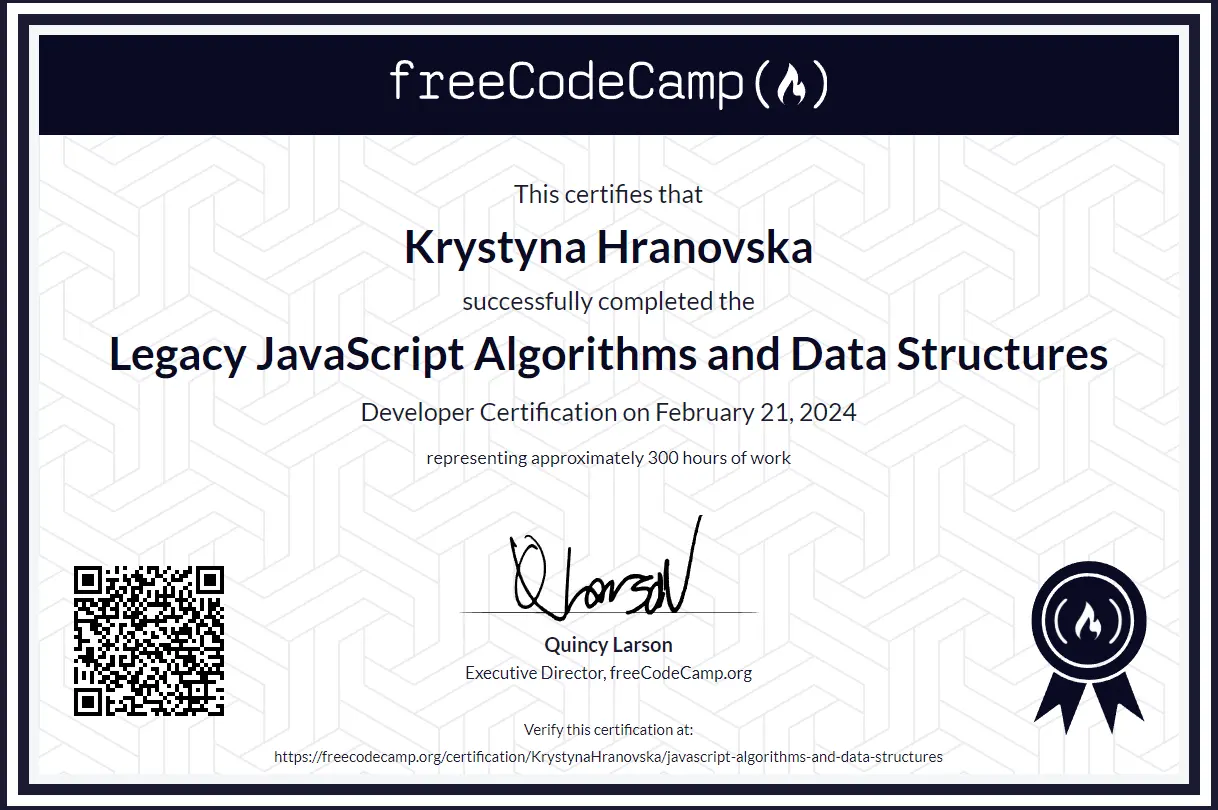 freeCodeCamp
This certifies that
Krystyna Hranovska
successfully completed the
Legacy JavaScript Algorithms and Data Structures
Developer Certification on February 21, 2024
representing approximately 300 hours of work
Q Larson
Quincy Larson
Executive Director, freeCodeCamp.org
Verify this certification at:
https://freecodecamp.org/certification/KrystynaHranovska/javascript-algorithms-and-data-structures